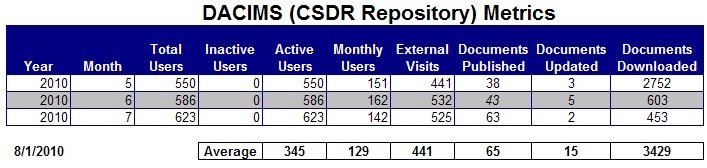 DACIMS (CSDR Repository) Metrics
Year Month Total Users Inactive Users Active Users Monthly Users External Visits Documents Published Documents Updated Documents Downloaded
2010 5 550 0 550 151 441 38 3 2752
2010 6 586 0 586 162 532 43 5 603
2010 7 623 0 623 142 525 63 2 453
8/1/2010 Average 345 129 441 65 15 3429